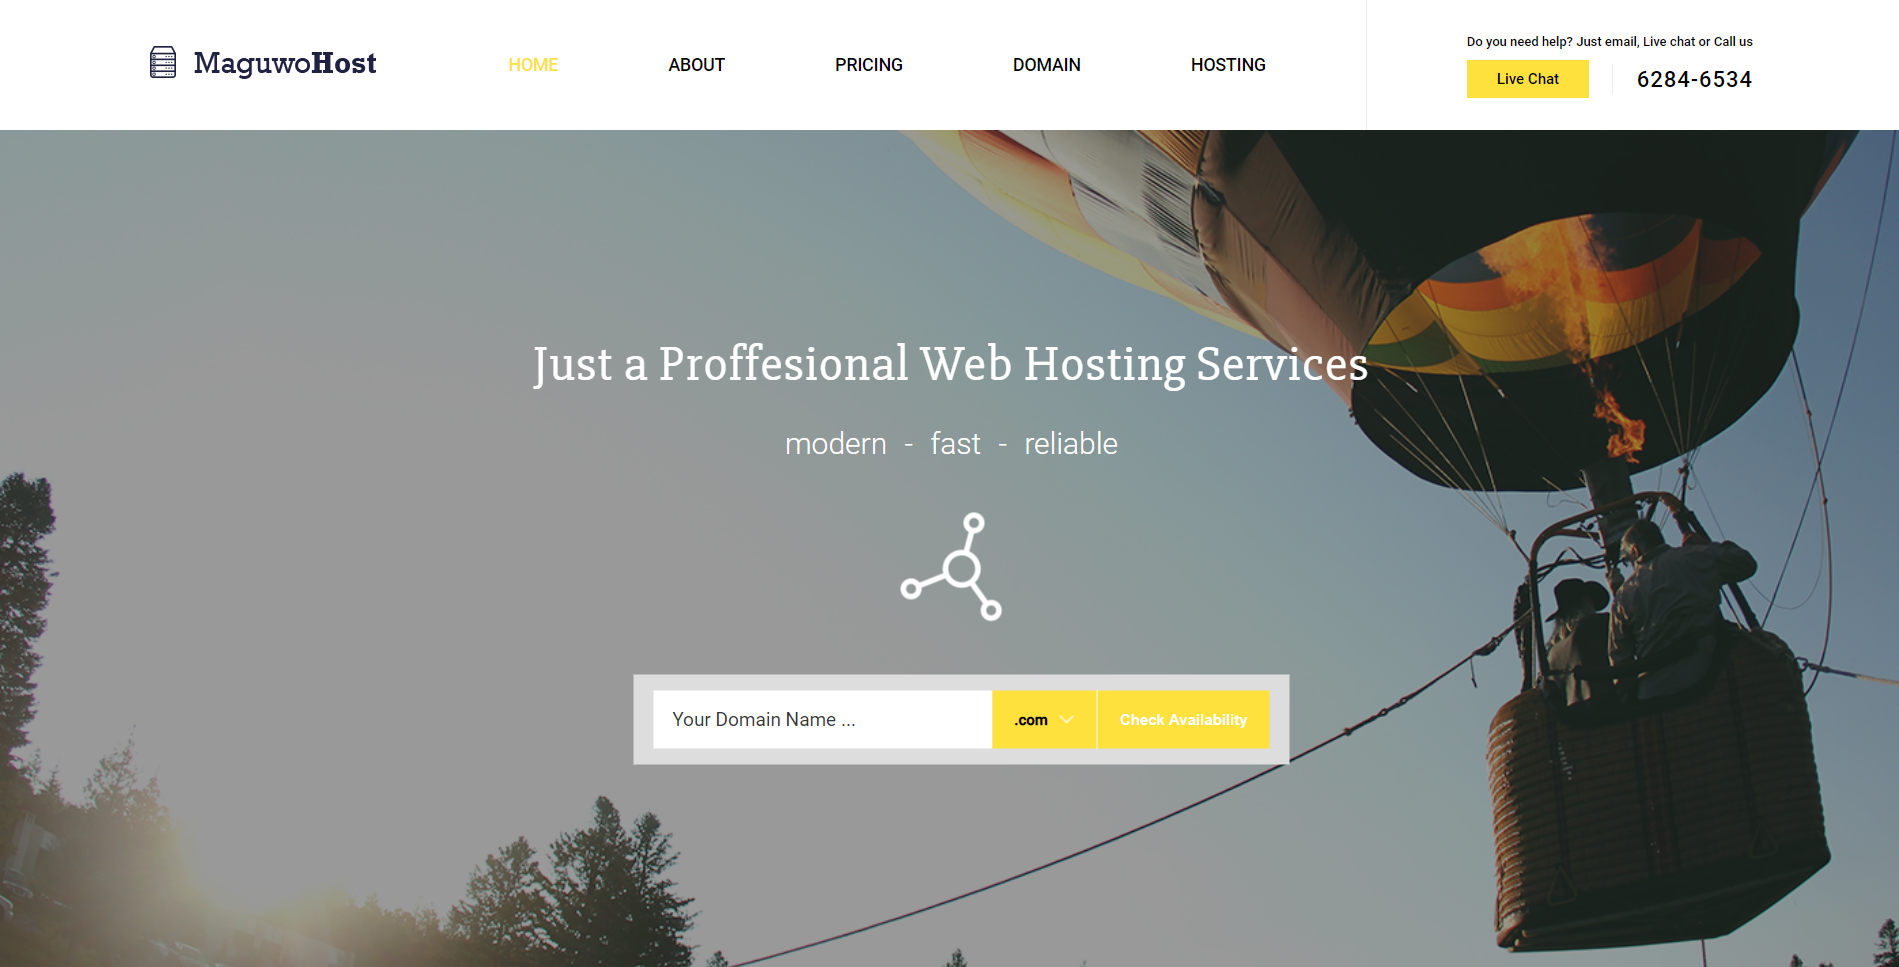 MaguwoHost
HOME
ABOUT
PRICING
DOMAIN
HOSTING
Do you need help? Just email, Live chat or Call us
Live Chat
6284-6534
Just a Proffesional Web Hosting Services
modern - fast - reliable
Your Domain Name ...
.com
Check Availability